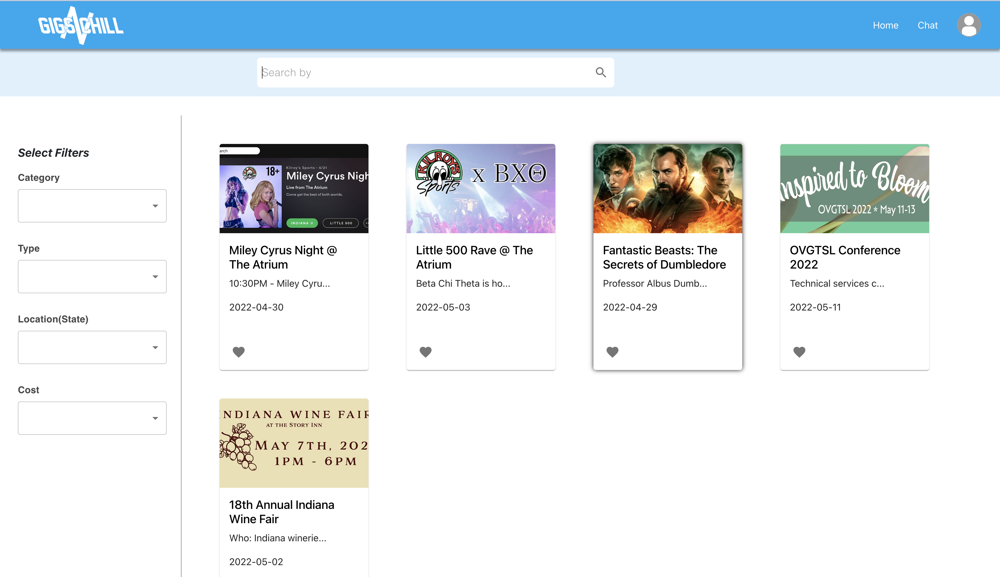 GIGSNCHILL
Home
Chat
Search by
Select Filters
Category
Type
Location(State)
Cost
arch
KILROY'S
Sports
18+
Kilroy's Sports - 4/21
Miley Cyrus Nigh
Live from The Atrium
Come get the best of both worlds.
INDIANA U
LITTLE 500
Miley Cyrus Night @
The Atrium
10:30PM - Miley Cyru...
2022-04-30
KILROY'S
Sports
x ΒΧΘ
Little 500 Rave @ The
Atrium
Beta Chi Theta is ho...
2022-05-03
Fantastic Beasts: The
Secrets of Dumbledore
Professor Albus Dumb...
2022-04-29
nspired to Bloom
OVGTSL 2022 * May 11-13
OVGTSL Conference
2022
Technical services c...
2022-05-11
INDIANA WINE FAIR
AT THE STORY INN
MAY 7TH, 202
1PM - 6PM
18th Annual Indiana
Wine Fair
Who: Indiana winerie...
2022-05-02